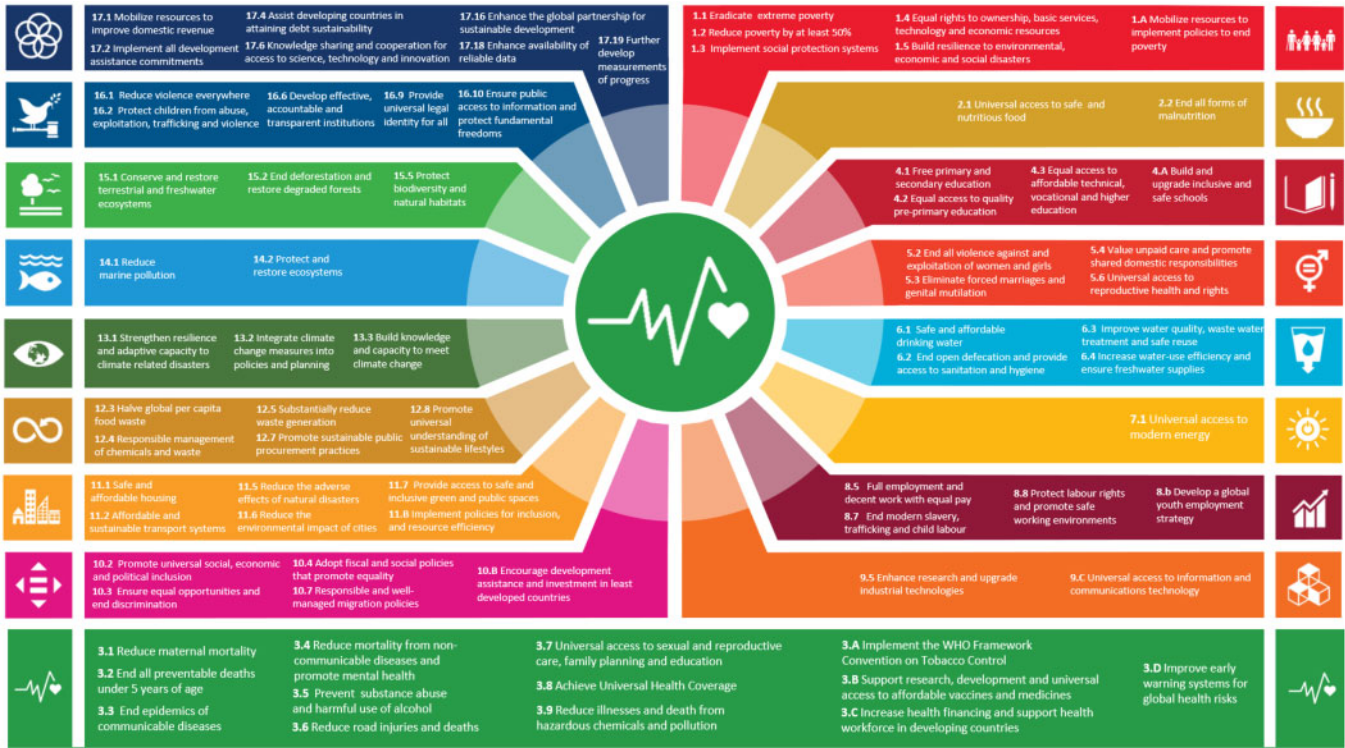 17.1 Mobilize resources to
improve domestic revenue
17.2 Implement all development
assistance commitments
17.4 Assist developing countries in
attaining debt sustainability
17.6 Knowledge sharing and cooperation for
access to science, technology and innovation
17.16 Enhance the global partnership for
sustainable development
17.18 Enhance availability of
reliable data
17.19 Further
develop
measurements
of progress
1.1 Eradicate extreme poverty
1.2 Reduce poverty by at least 50%
1.3 Implement social protection systems
1.4 Equal rights to ownership, basic services,
technology and economic resources
1.5 Build resilience to environmental,
economic and social disasters
1.A Mobilize resources to
implement policies to end
poverty
16.1 Reduce violence everywhere
16.2 Protect children from abuse,
exploitation, trafficking and violence
16.6 Develop effective,
accountable and
transparent institutions
16.9 Provide
universal legal
identity for all
16.10 Ensure public
access to information and
protect fundamental
freedoms
2.1 Universal access to safe and
nutritious food
2.2 End all forms of
malnutrition
15.1 Conserve and restore
terrestrial and freshwater
ecosystems
15.2 End deforestation and
restore degraded forests
15.5 Protect
biodiversity and
natural habitats
4.1 Free primary and
secondary education
4.2 Equal access to quality
pre-primary education
4.3 Equal access to
affordable technical,
vocational and higher
education
4.A Build and
upgrade inclusive and
safe schools
14.1 Reduce
marine pollution
14.2 Protect and
restore ecosystems
5.2 End all violence against and
exploitation of women and girls
5.3 Eliminate forced marriages and
genital mutilation
5.4 Value unpaid care and promote
shared domestic responsibilities
5.6 Universal access to
reproductive health and rights
13.1 Strengthen resilience
and adaptive capacity to
climate related disasters
13.2 Integrate climate
change measures into
policies and planning
13.3 Build knowledge
and capacity to meet
climate change
6.1 Safe and affordable
drinking water
6.2 End open defecation and provide
access to sanitation and hygiene
6.3 Improve water quality, waste water
treatment and safe reuse
6.4 Increase water-use efficiency and
ensure freshwater supplies
12.3 Halve global per capita
food waste
12.4 Responsible management
of chemicals and waste
12.5 Substantially reduce
waste generation
12.7 Promote sustainable public
procurement practices
12.8 Promote
universal
understanding of
sustainable lifestyles
7.1 Universal access to
modern energy
11.1 Safe and
affordable housing
11.2 Affordable and
sustainable transport systems
11.5 Reduce the adverse
effects of natural disasters
11.6 Reduce the
environmental impact of cities
11.7 Provide access to safe and
inclusive green and public spaces
11.B Implement policies for inclusion,
and resource efficiency
8.5 Full employment and
decent work with equal pay
8.7 End modern slavery,
trafficking and child labour
8.8 Protect labour rights
and promote safe
working environments
8.b Develop a global
youth employment
strategy
10.2 Promote universal social, economic
and political inclusion
10.3 Ensure equal opportunities and
end discrimination
10.4 Adopt fiscal and social policies
that promote equality
10.7 Responsible and well-
managed migration policies
10.B Encourage development
assistance and investment in least
developed countries
9.5 Enhance research and upgrade
industrial technologies
9.C Universal access to information and
communications technology
3.1 Reduce maternal mortality
3.2 End all preventable deaths
under 5 years of age
3.3 End epidemics of
communicable diseases
3.4 Reduce mortality from non-
communicable diseases and
promote mental health
3.5 Prevent substance abuse
and harmful use of alcohol
3.6 Reduce road injuries and deaths
3.7 Universal access to sexual and reproductive
care, family planning and education
3.8 Achieve Universal Health Coverage
3.9 Reduce illnesses and death from
hazardous chemicals and pollution
3.A Implement the WHO Framework
Convention on Tobacco Control
3.B Support research, development and universal
access to affordable vaccines and medicines
3.C Increase health financing and support health
workforce in developing countries
3.D Improve early
warning systems for
global health risks